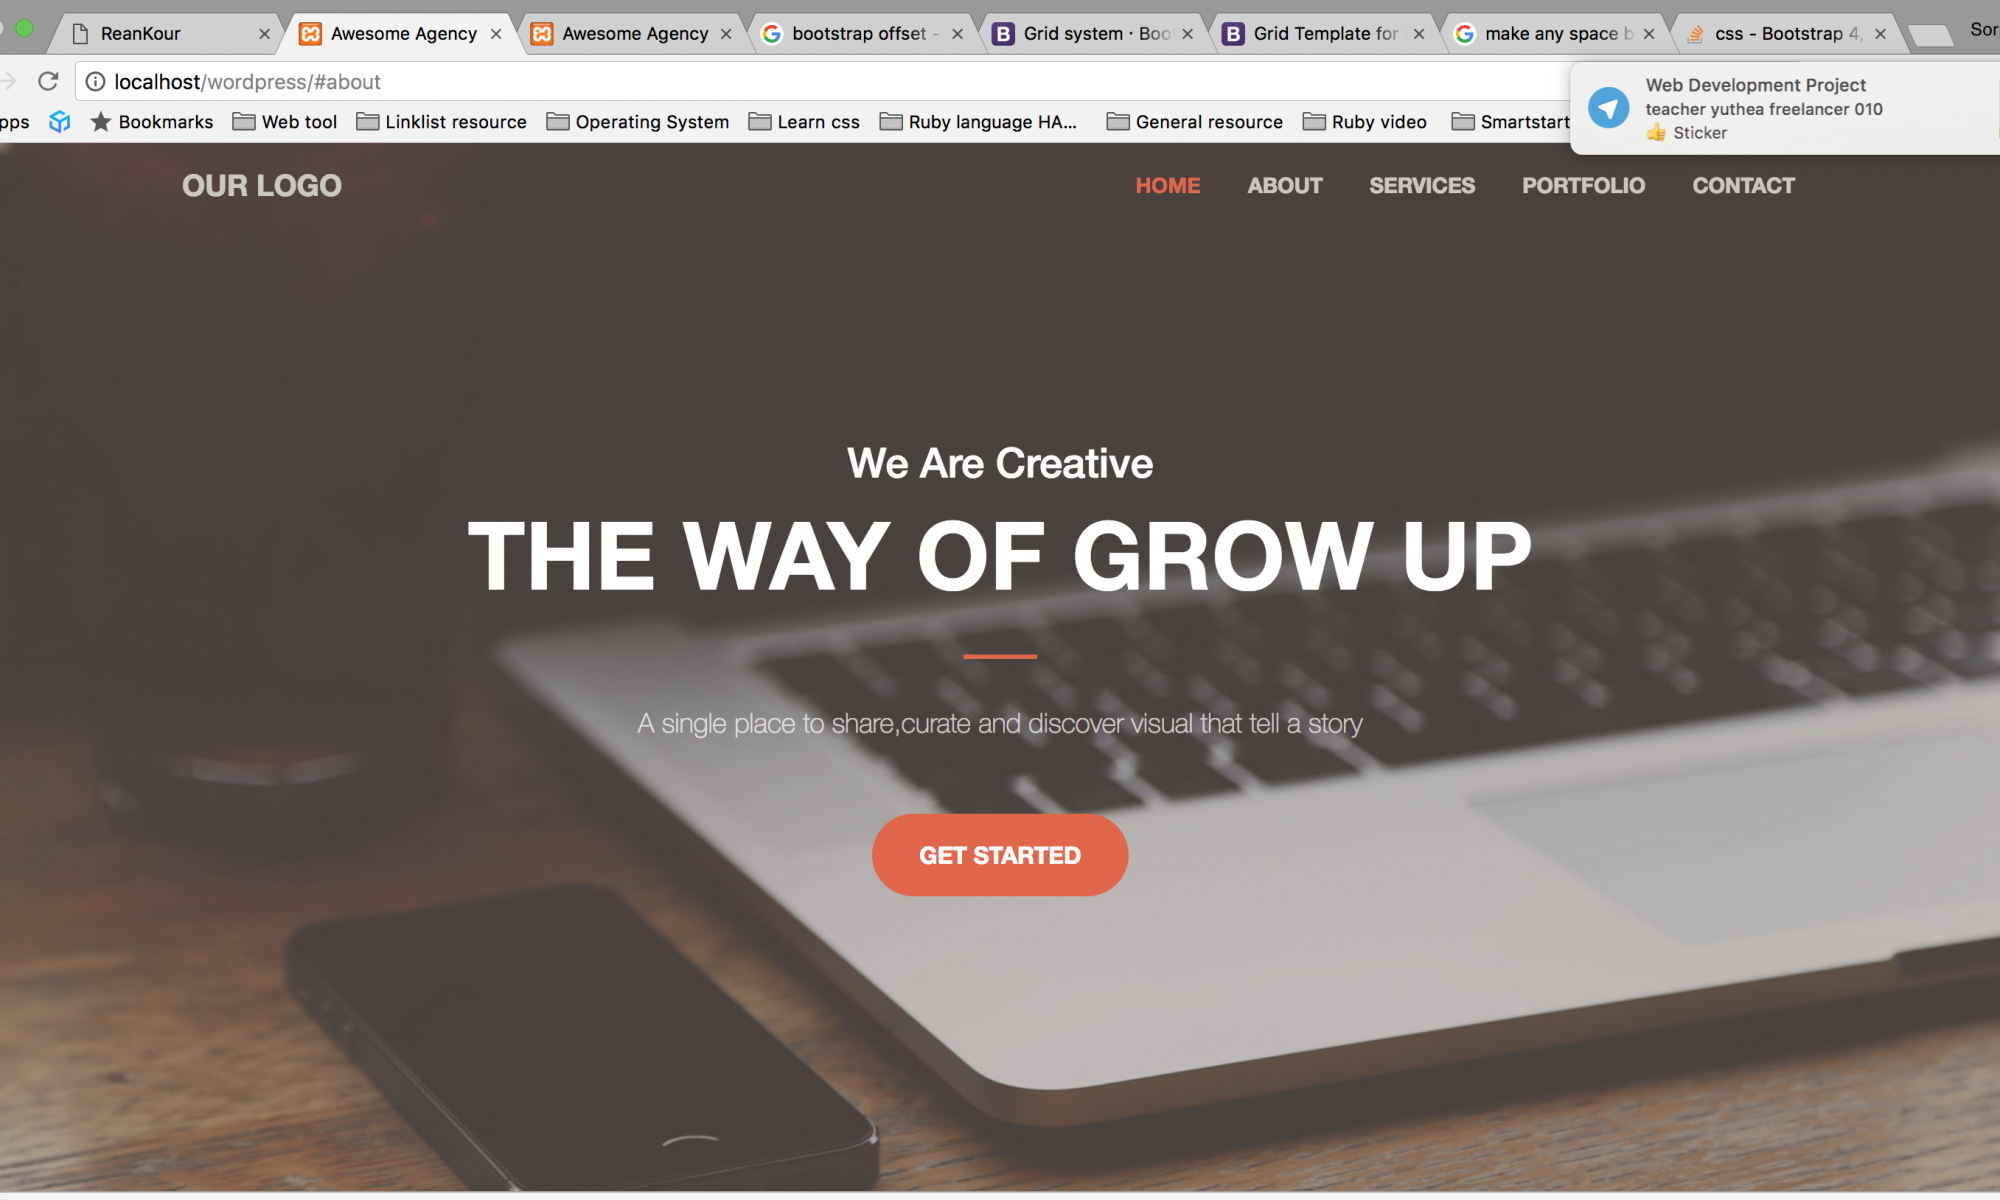 ReanKour
Awesome Agency
Awesome Agency
bootstrap offset -
Grid system · Boo
Grid Template for
make any space b
css - Bootstrap 4,
Sor
localhost/wordpress/#about
pps
Bookmarks
Web tool
Linklist resource
Operating System
Learn css
Ruby language HA...
General resource
Ruby video
Smartstart
Web Development Project
teacher yuthea freelancer 010
👍 Sticker
OUR LOGO
HOME
ABOUT
SERVICES
PORTFOLIO
CONTACT
We Are Creative
THE WAY OF GROW UP
A single place to share,curate and discover visual that tell a story
GET STARTED